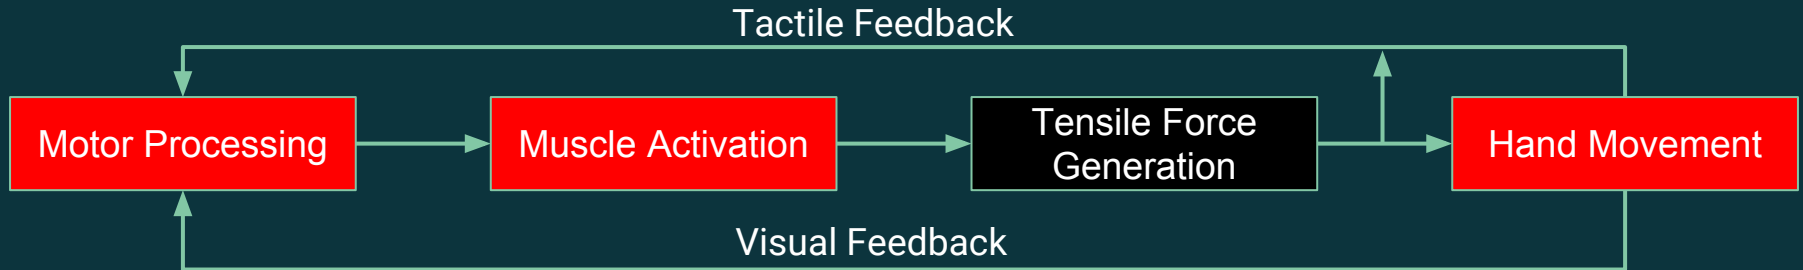 Tactile Feedback
Motor Processing
Muscle Activation
Tensile Force
Generation
Hand Movement
Visual Feedback